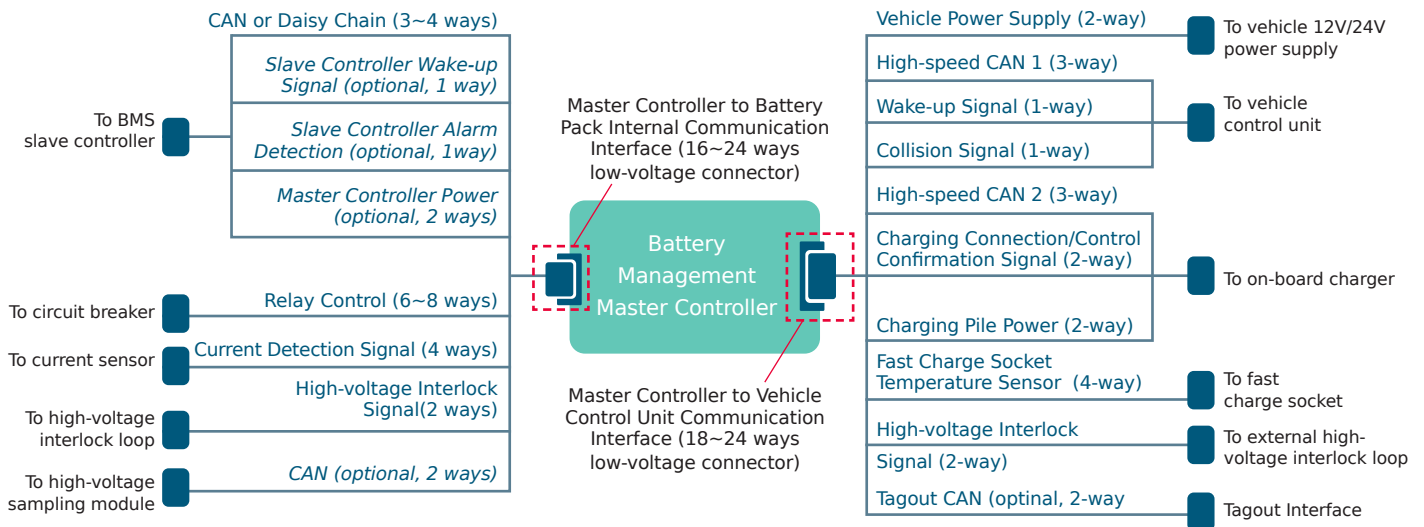 CAN or Daisy Chain (3~4 ways)
Slave Controller Wake-up
Signal (optional, 1 way)
To BMS
slave controller
Slave Controller Alarm
Detection (optional, 1way)
Master Controller Power
(optional, 2 ways)
To circuit breaker
Relay Control (6~8 ways)
To current sensor
Current Detection Signal (4 ways)
High-voltage Interlock
Signal(2 ways)
To high-voltage
interlock loop
CAN (optional, 2 ways)
To high-voltage
sampling module
Master Controller to Battery
Pack Internal Communication
Interface (16~24 ways
low-voltage connector)
Battery
Management
Master Controller
Master Controller to Vehicle
Control Unit Communication
Interface (18~24 ways
low-voltage connector)
Vehicle Power Supply (2-way)
To vehicle 12V/24V
power supply
High-speed CAN 1 (3-way)
Wake-up Signal (1-way)
To vehicle
control unit
Collision Signal (1-way)
High-speed CAN 2 (3-way)
Charging Connection/Control
Confirmation Signal (2-way)
To on-board charger
Charging Pile Power (2-way)
Fast Charge Socket
Temperature Sensor (4-way)
To fast
charge socket
High-voltage Interlock
Signal (2-way)
To external high-
voltage interlock loop
Tagout CAN (optinal, 2-way
Tagout Interface